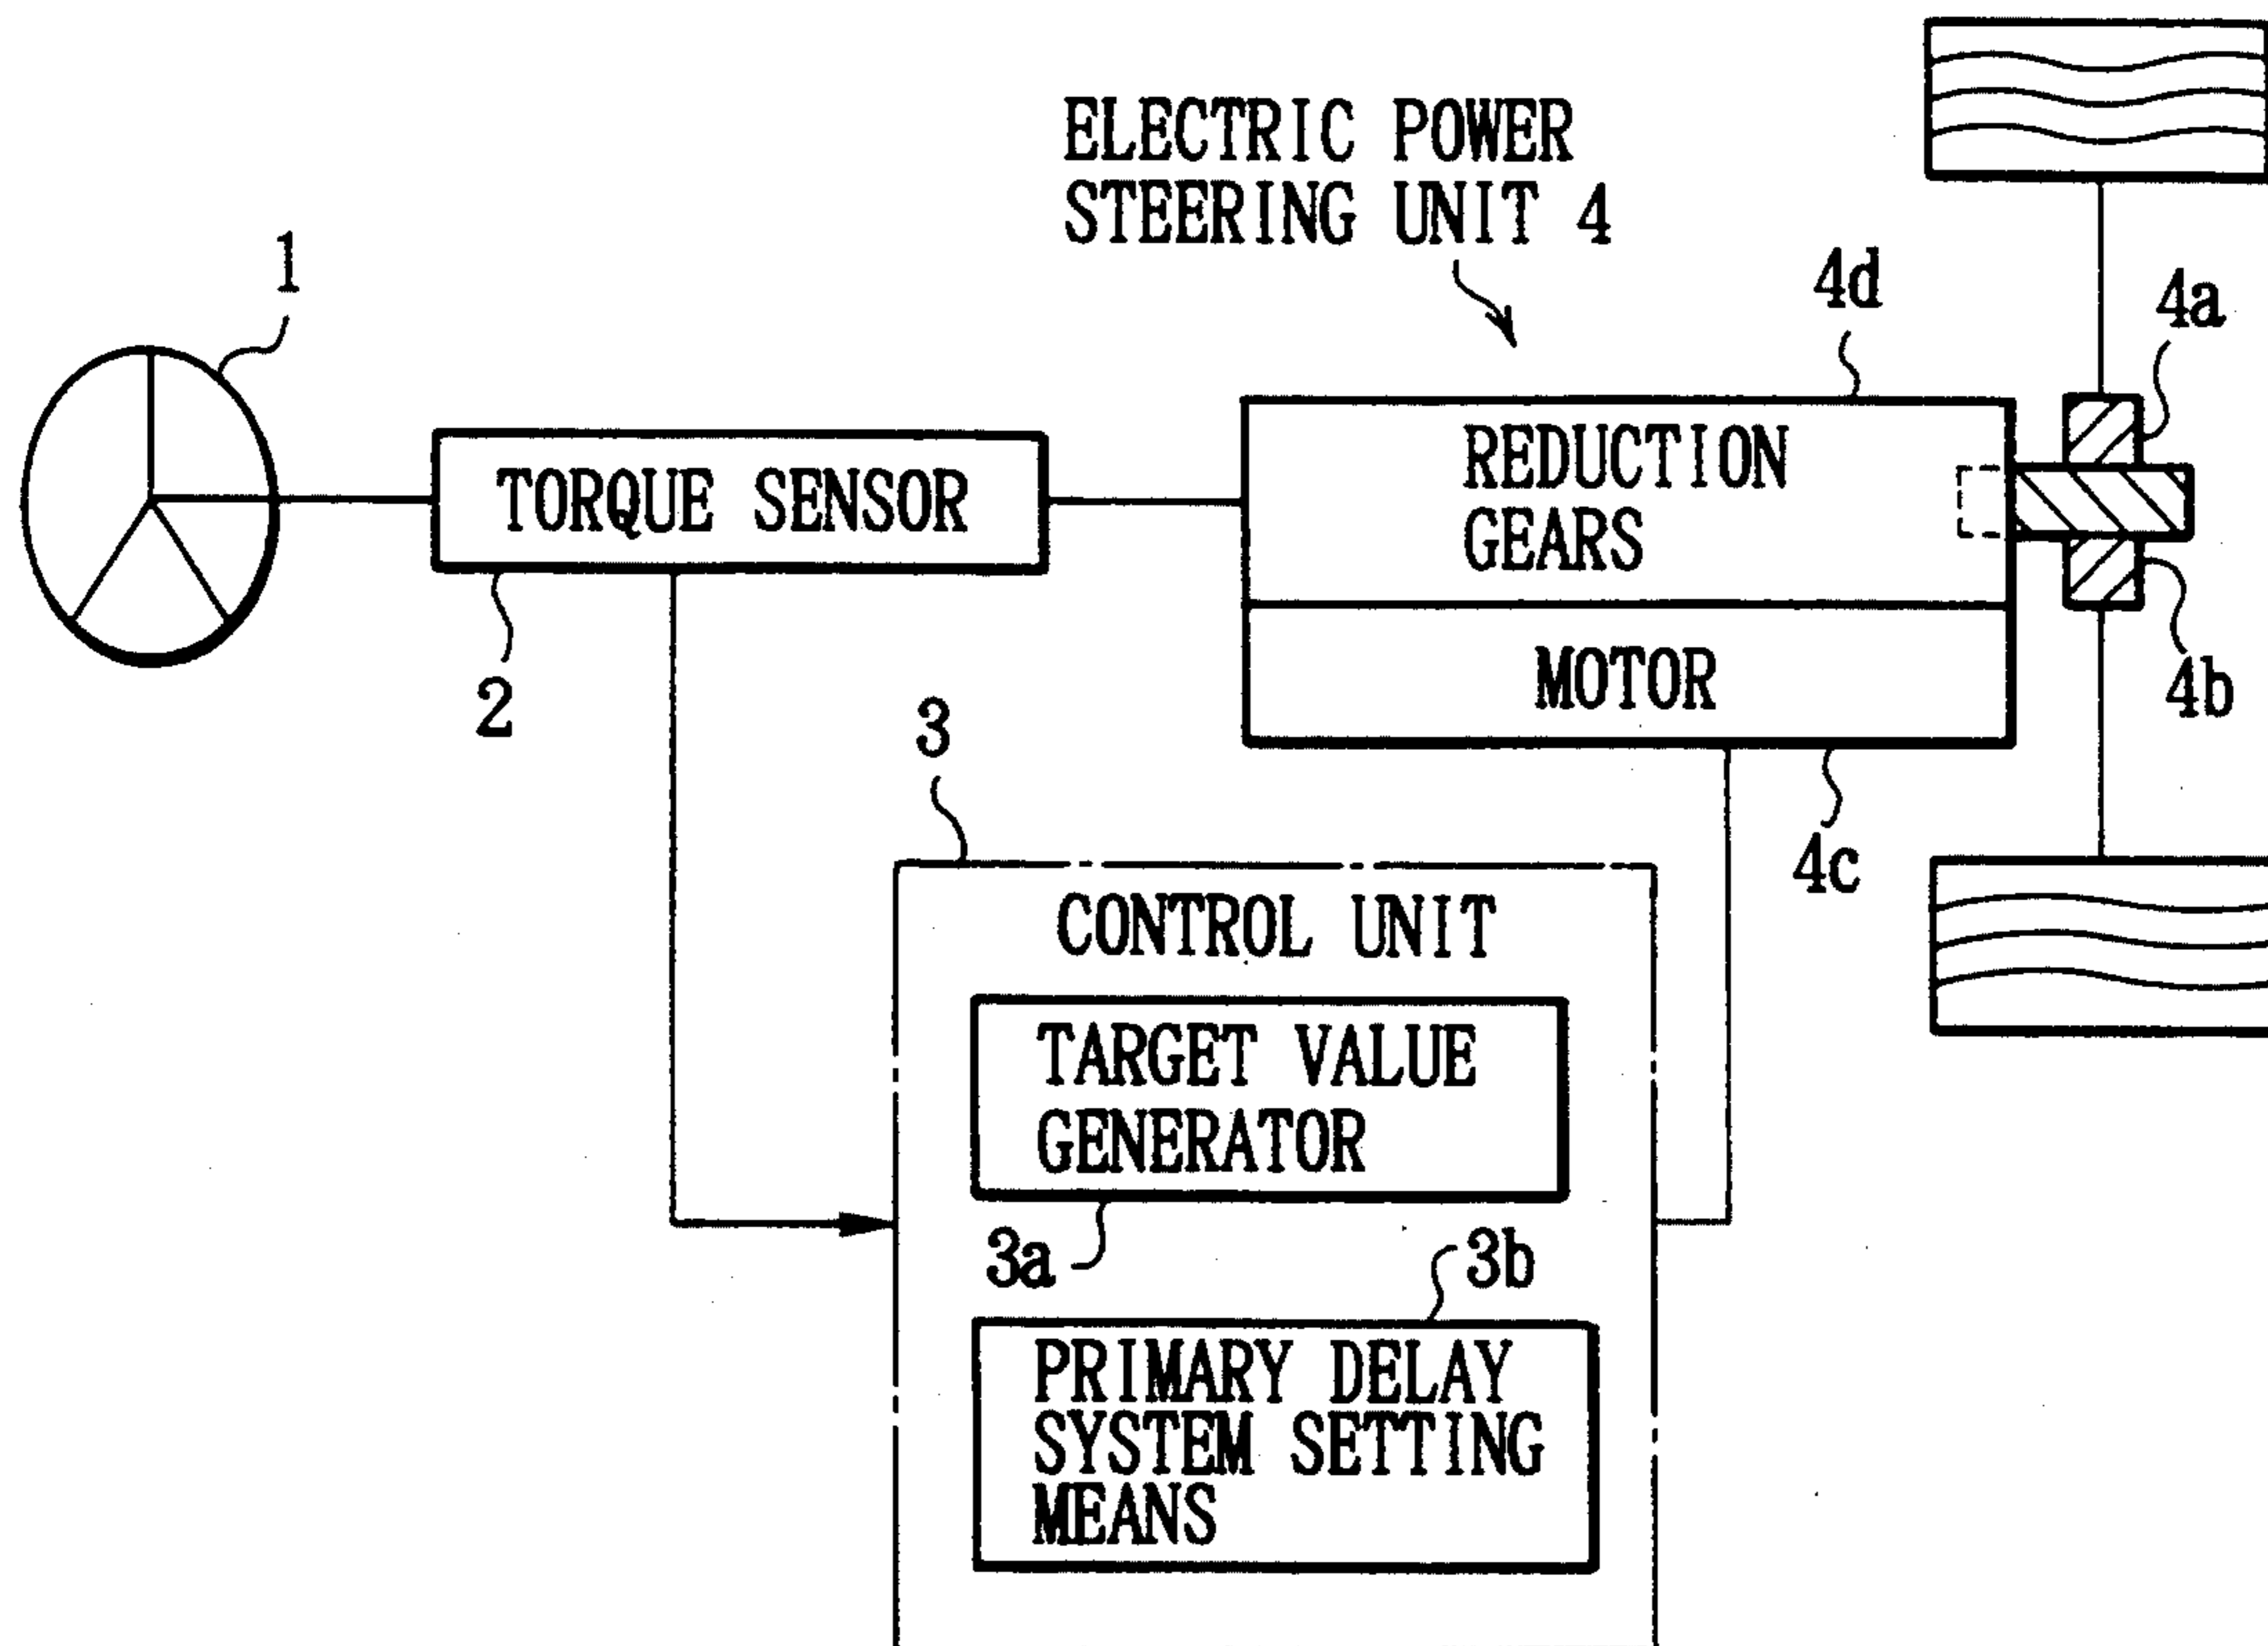 ELECTRIC POWER
STEERING UNIT 4
1
4d
4a
TORQUE SENSOR
REDUCTION
GEARS
MOTOR
2
3
4b
4c
CONTROL UNIT
TARGET VALUE
GENERATOR
3a
3b
PRIMARY DELAY
SYSTEM SETTING
MEANS